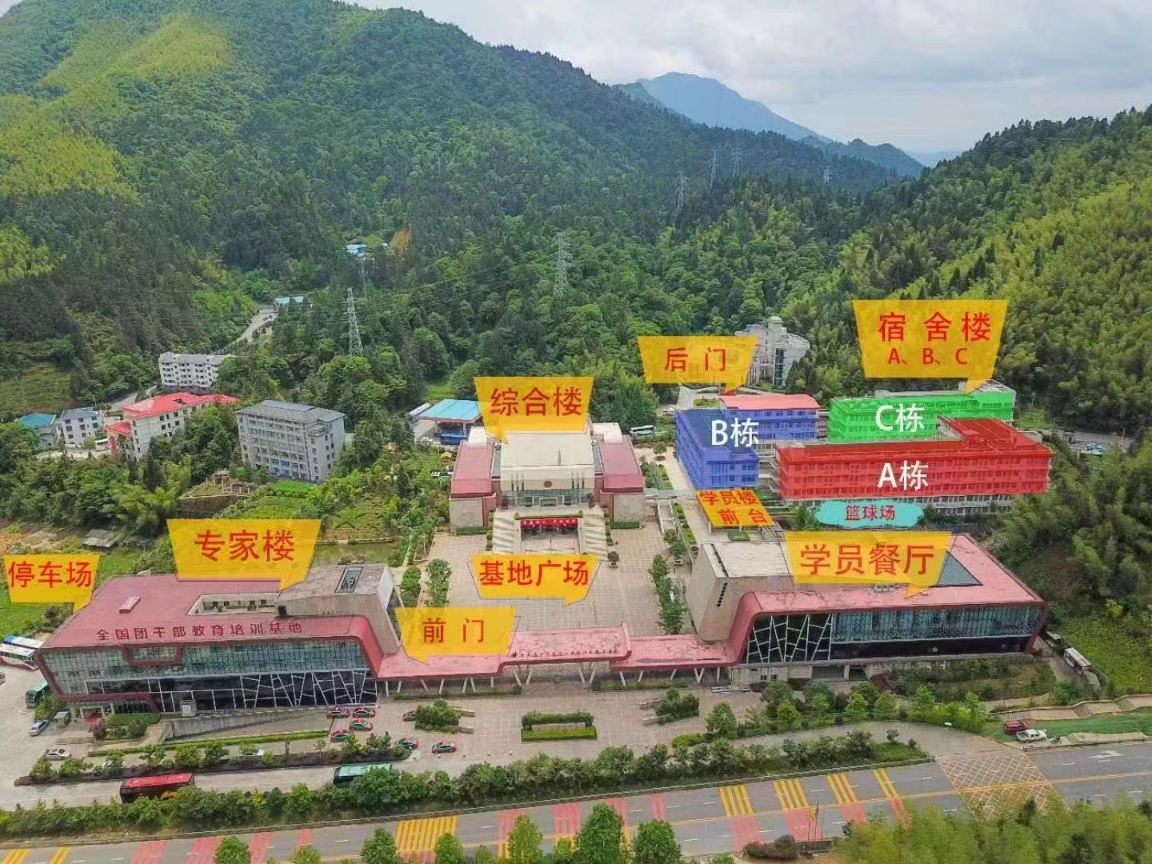 宿舍楼
A、B、C
后门
综合楼
C栋
B栋
A栋
学员楼
前台
篮球场
专家楼
停车场
基地广场
学员餐厅
前门
全国团干部教育培训基地